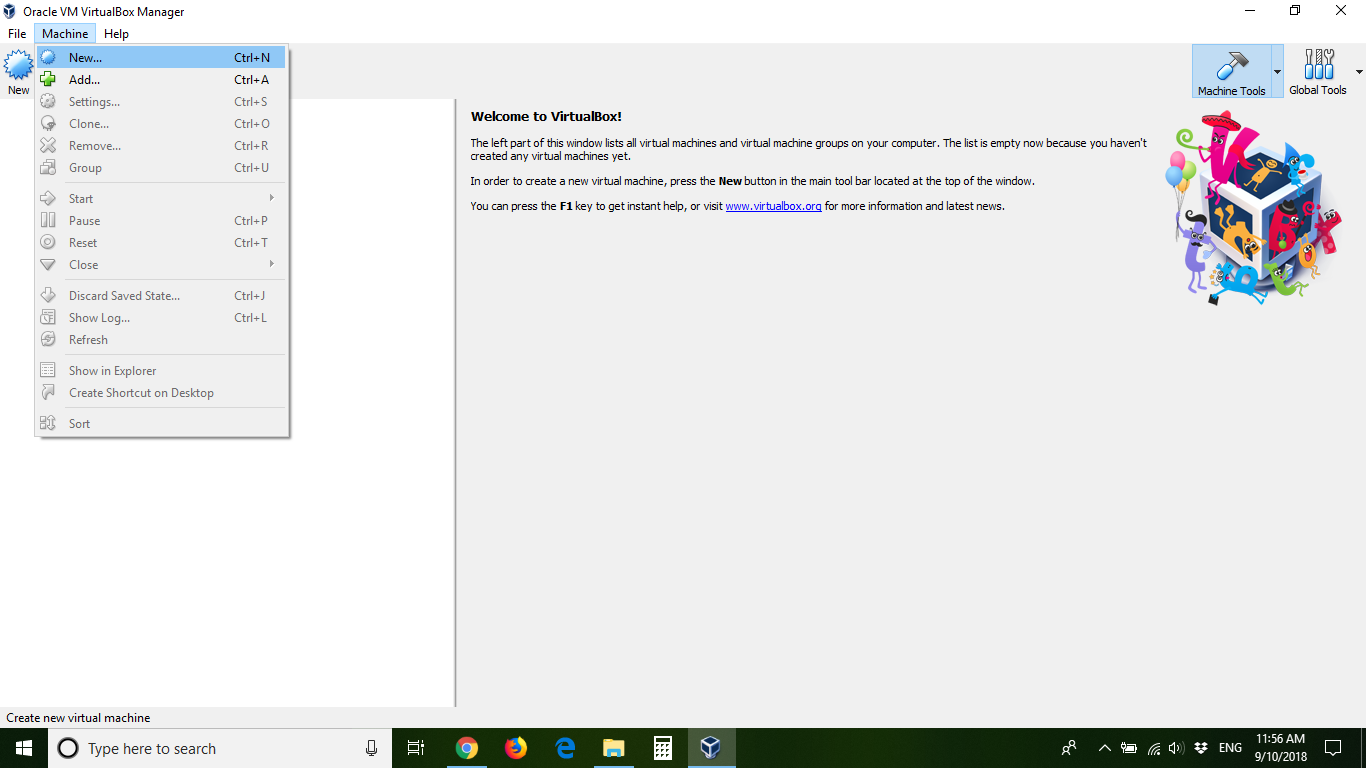 Oracle VM VirtualBox Manager
File Machine Help
New
New... Ctrl+N
Add... Ctrl+A
Settings... Ctrl+S
Clone... Ctrl+O
Remove... Ctrl+R
Group Ctrl+U
Start
Pause Ctrl+P
Reset Ctrl+T
Close
Discard Saved State... Ctrl+J
Show Log... Ctrl+L
Refresh
Show in Explorer
Create Shortcut on Desktop
Sort
Machine Tools
Global Tools
Welcome to VirtualBox!
The left part of this window lists all virtual machines and virtual machine groups on your computer. The list is empty now because you haven't
created any virtual machines yet.
In order to create a new virtual machine, press the New button in the main tool bar located at the top of the window.
You can press the F1 key to get instant help, or visit www.virtualbox.org for more information and latest news.
Create new virtual machine
Type here to search
ENG
11:56 AM
9/10/2018